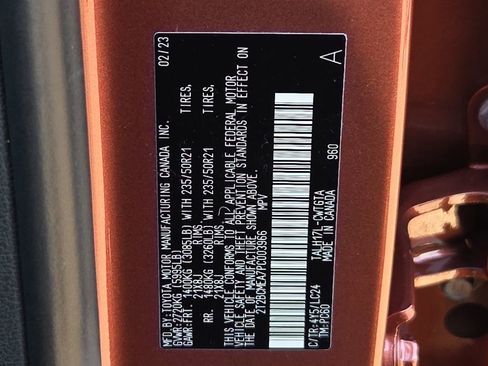 MFD.BY:TOYOTA MOTOR MANUFACTURING CANADA INC. 02/23
GVWR:2720KG(5995LB)
GAWR:FRT. 1400KG(3085LB) WITH 235/50R21 TIRES.
21X8J RIMS.
RR. 1480KG(3260LB) WITH 235/50R21 TIRES.
21X8J RIMS.
THIS VEHICLE CONFORMS TO ALL APPLICABLE FEDERAL MOTOR
VEHICLE SAFETY AND THEFT PREVENTION STANDARDS IN EFFECT ON
THE DATE OF MANUFACTURE SHOWN ABOVE.
2T2BCMEA7PC003966 MPV A
C/TR:4Y5/LC24 TALH17L-CWTGTA 960
TM:PC60 MADE IN CANADA